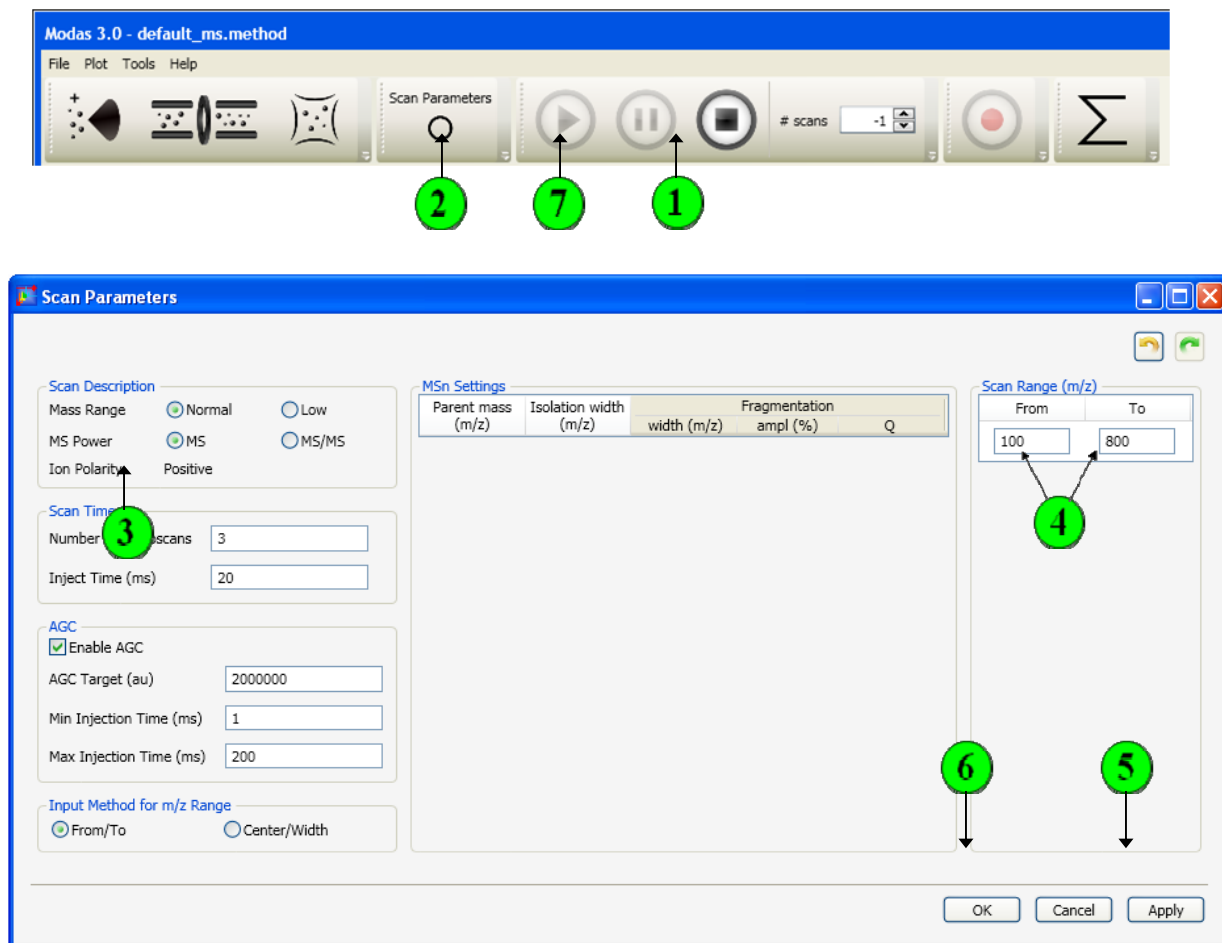 Modas 3.0 - default_ms.method
File Plot Tools Help
Scan Parameters
# scans -1
2 7 1
Scan Parameters
Scan Description
Mass Range Normal Low
MS Power MS MS/MS
Ion Polarity Positive
Scan Time
Number scans 3
3
Inject Time (ms) 20
AGC
Enable AGC
AGC Target (au) 2000000
Min Injection Time (ms) 1
Max Injection Time (ms) 200
Input Method for m/z Range
From/To Center/Width
MSn Settings
Parent mass (m/z) Isolation width (m/z) Fragmentation
width (m/z) ampl (%) Q
Scan Range (m/z)
From To
100 800
4
6 5
OK Cancel Apply